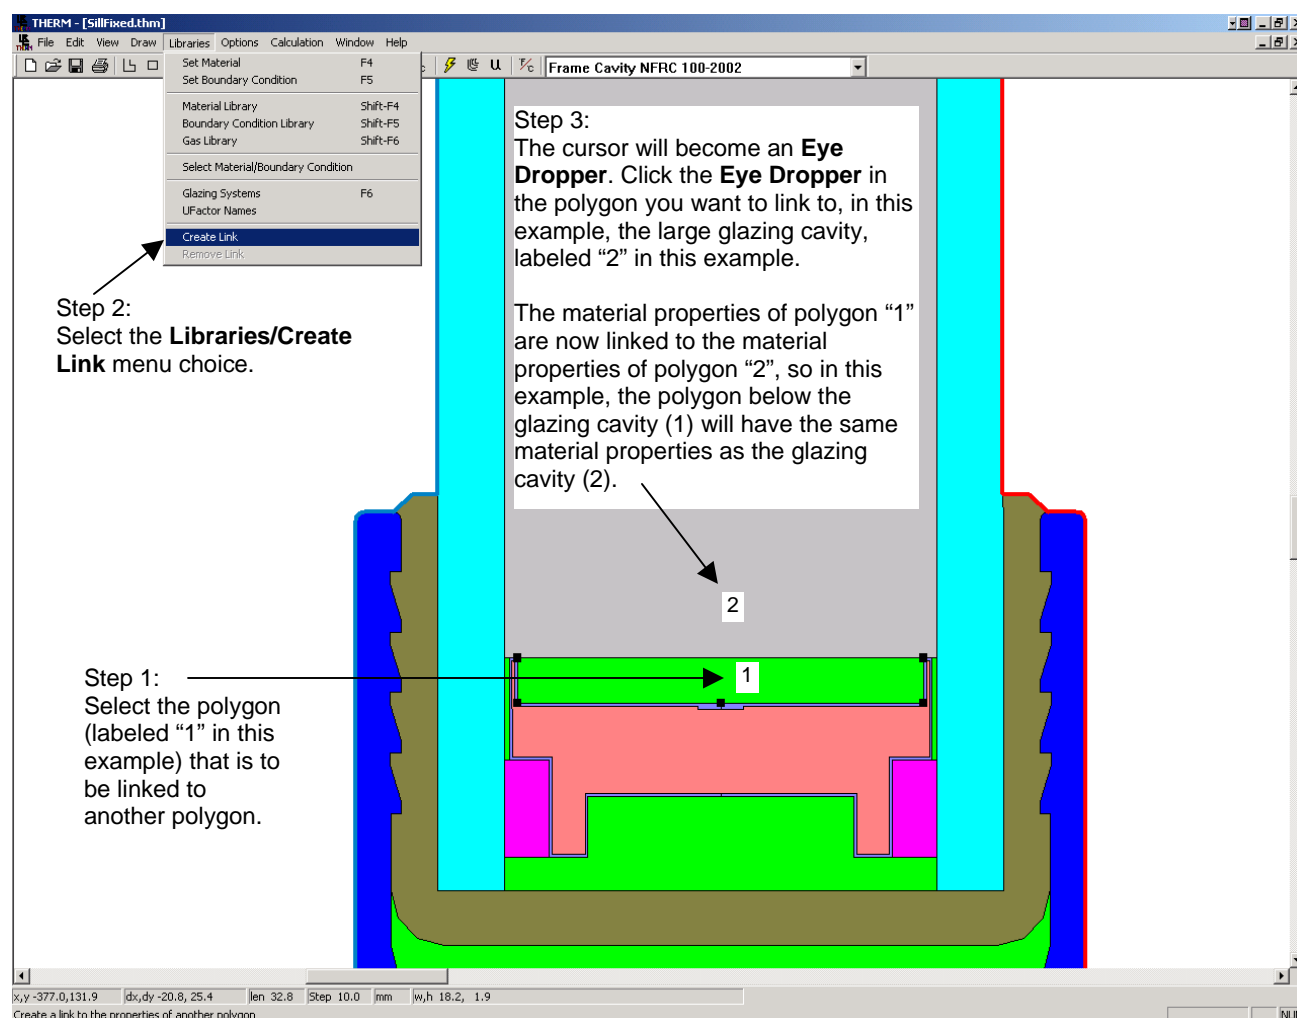 THERM - [SillFixed.thm]
File Edit View Draw Libraries Options Calculation Window Help
Frame Cavity NFRC 100-2002
Set Material F4
Set Boundary Condition F5
Material Library Shift-F4
Boundary Condition Library Shift-F5
Gas Library Shift-F6
Select Material/Boundary Condition
Glazing Systems F6
UFactor Names
Create Link
Remove Link
Step 2:
Select the Libraries/Create
Link menu choice.
Step 3:
The cursor will become an Eye
Dropper. Click the Eye Dropper in
the polygon you want to link to, in this
example, the large glazing cavity,
labeled “2” in this example.
The material properties of polygon “1”
are now linked to the material
properties of polygon “2”, so in this
example, the polygon below the
glazing cavity (1) will have the same
material properties as the glazing
cavity (2).
2
1
Step 1:
Select the polygon
(labeled “1” in this
example) that is to
be linked to
another polygon.
x,y -377.0,131.9 dx,dy -20.8, 25.4 len 32.8 Step 10.0 mm w,h 18.2, 1.9
Create a link to the properties of another polygon